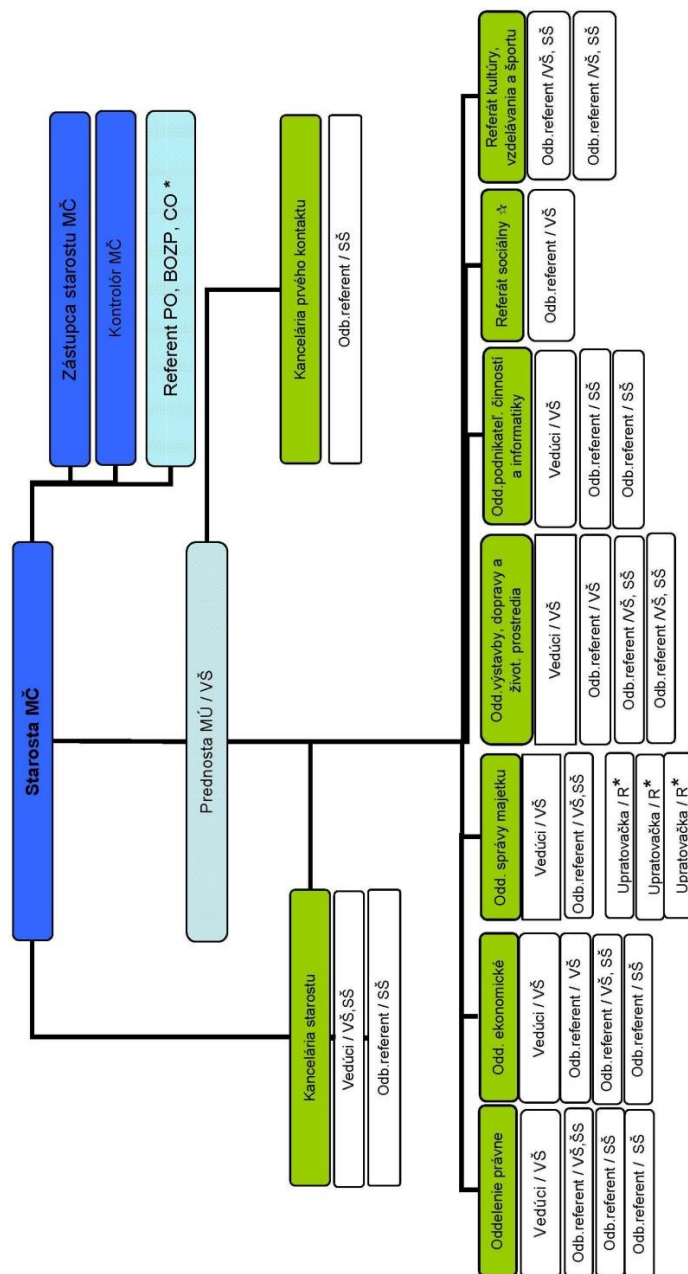 Starosta MČ
Zástupca starostu MČ
Kontrolór MČ
Referent PO, BOZP, CO *
Prednosta MÚ / VŠ
Kancelária starostu
Vedúci / VŠ,SŠ
Odb.referent / SŠ
Kancelária prvého kontaktu
Odb.referent / SŠ
Oddelenie právne
Vedúci / VŠ
Odb.referent / VŠ,SŠ
Odb.referent / SŠ
Odb.referent / SŠ
Odd. ekonomické
Vedúci / VŠ
Odb.referent / VŠ
Odb.referent / VŠ, SŠ
Odb.referent / SŠ
Odd. správy majetku
Vedúci / VŠ
Odb.referent / VŠ,SŠ
Upratovačka / R*
Upratovačka / R*
Upratovačka / R*
Odd.výstavby, dopravy a
život. prostredia
Vedúci / VŠ
Odb.referent / VŠ
Odb.referent /VŠ, SŠ
Odb.referent /VŠ, SŠ
Odd.podnikateľ. činností
a informatiky
Vedúci / VŠ
Odb.referent / SŠ
Odb.referent / SŠ
Referát sociálny ☆
Odb.referent / VŠ
Referát kultúry,
vzdelávania a športu
Odb.referent /VŠ, SŠ
Odb.referent /VŠ, SŠ